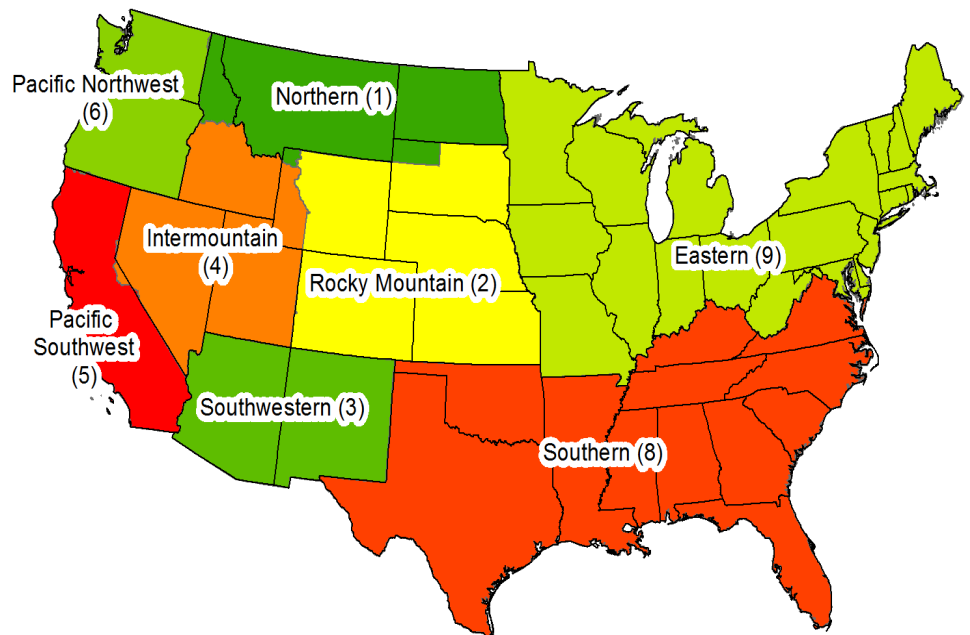 Pacific Northwest
(6)
Northern (1)
Intermountain
(4)
Eastern (9)
Rocky Mountain (2)
Pacific
Southwest
(5)
Southwestern (3)
Southern (8)